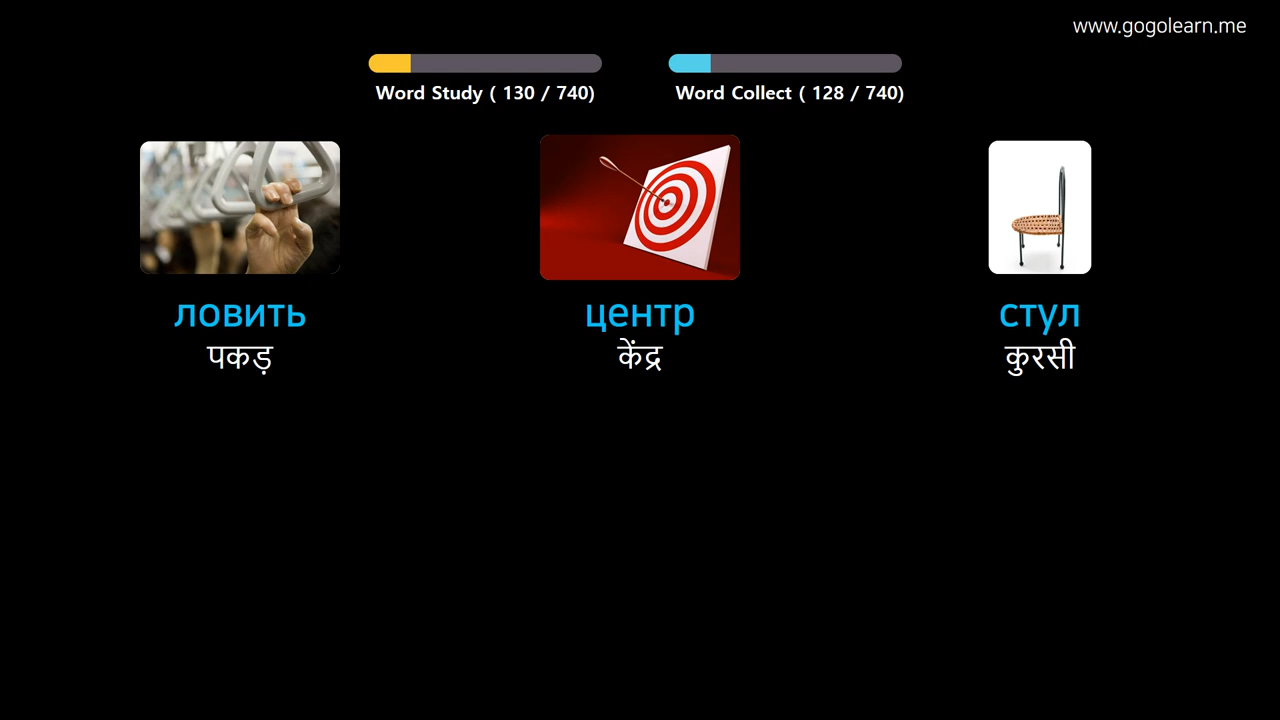 www.gogolearn.me
Word Study ( 130 / 740)
Word Collect ( 128 / 740)
ловить
पकड़
центр
केंद्र
стул
कुरसी